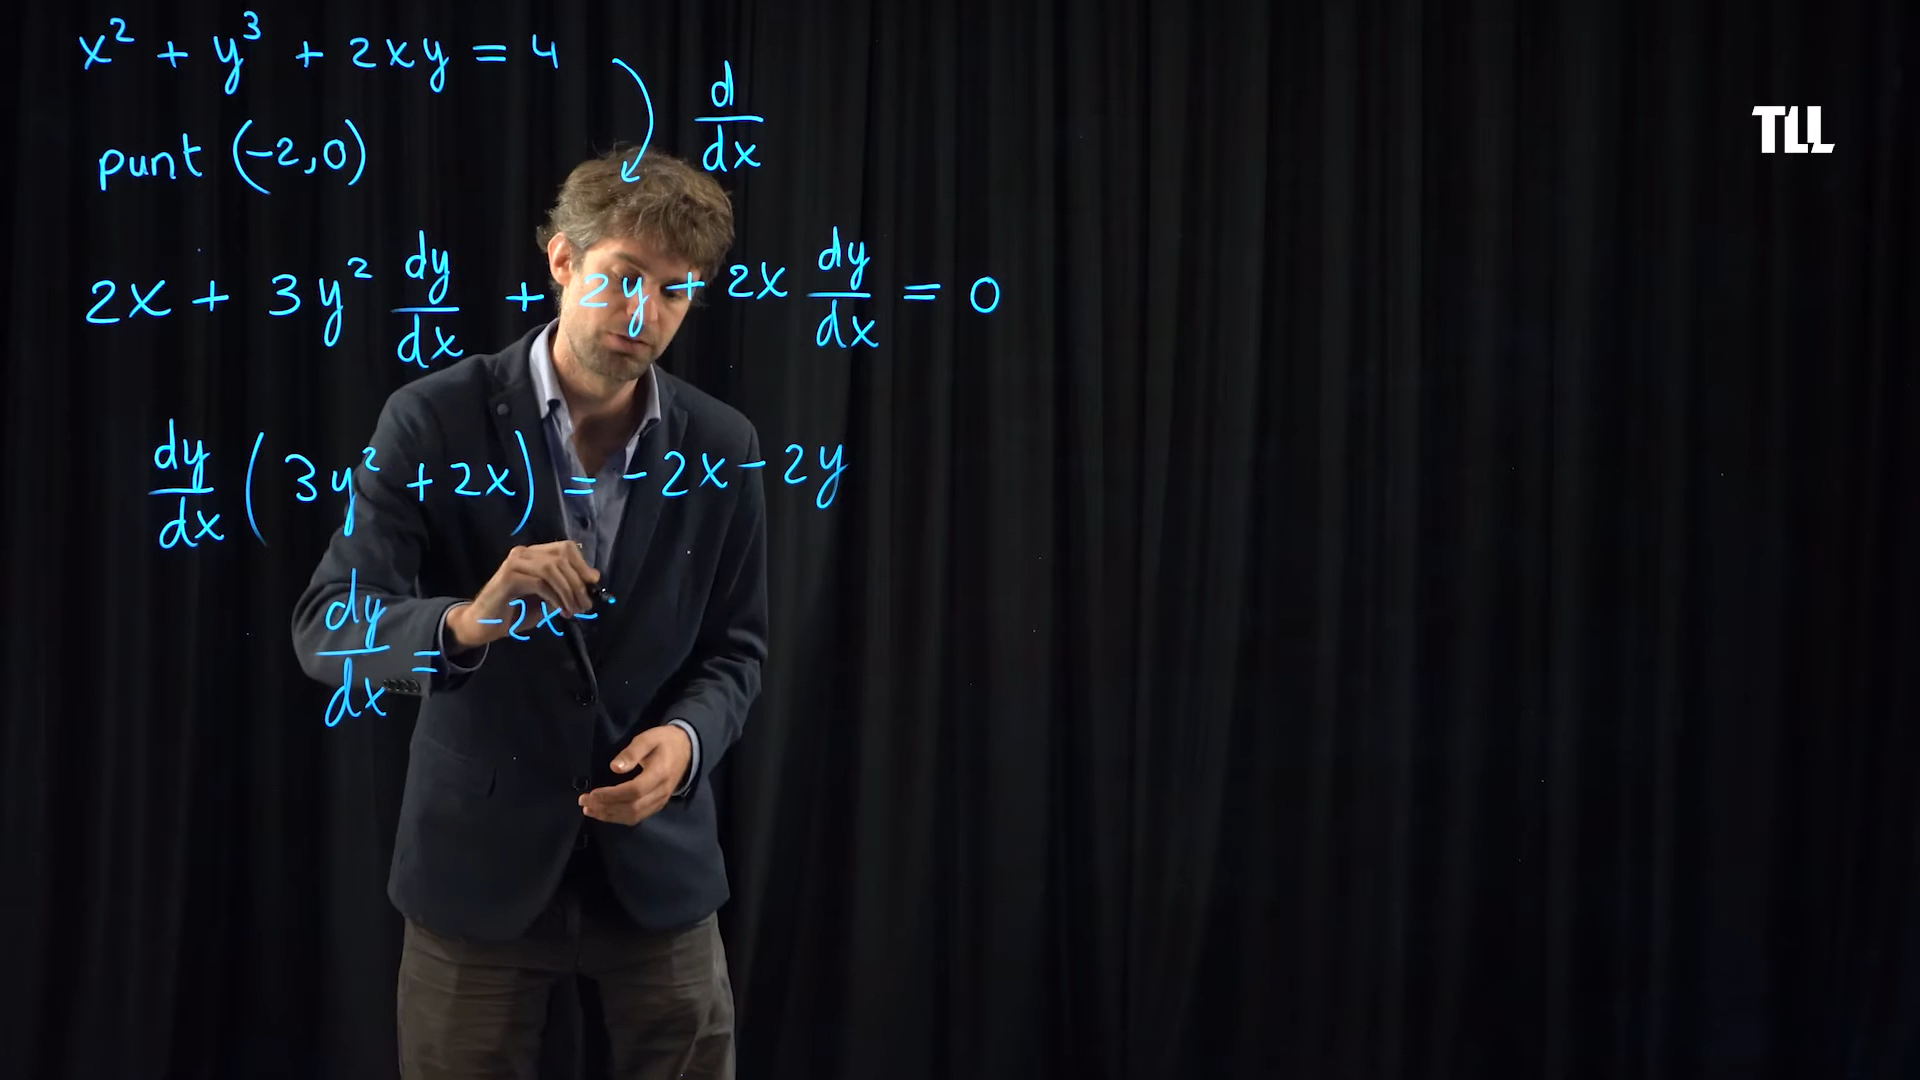 x² + y³ + 2xy = 4
d/dx
punt (-2,0)
TLL
2x + 3y² dy/dx + 2y + 2x dy/dx = 0
dy/dx (3y² + 2x) = -2x - 2y
dy/dx = -2x -